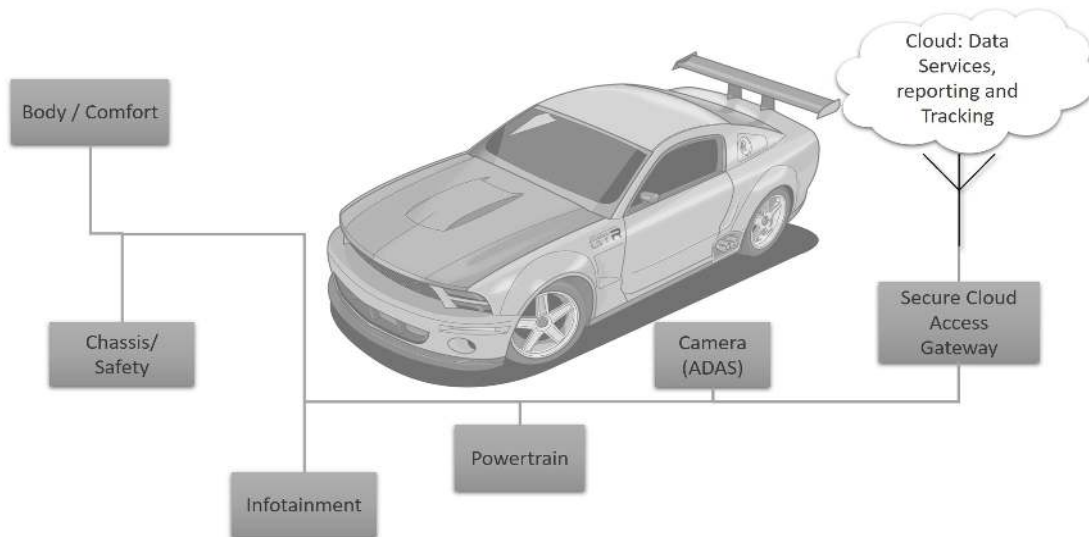 Cloud: Data
Services,
reporting and
Tracking
Body / Comfort
Secure Cloud
Access
Gateway
Chassis/
Safety
Camera
(ADAS)
Powertrain
Infotainment